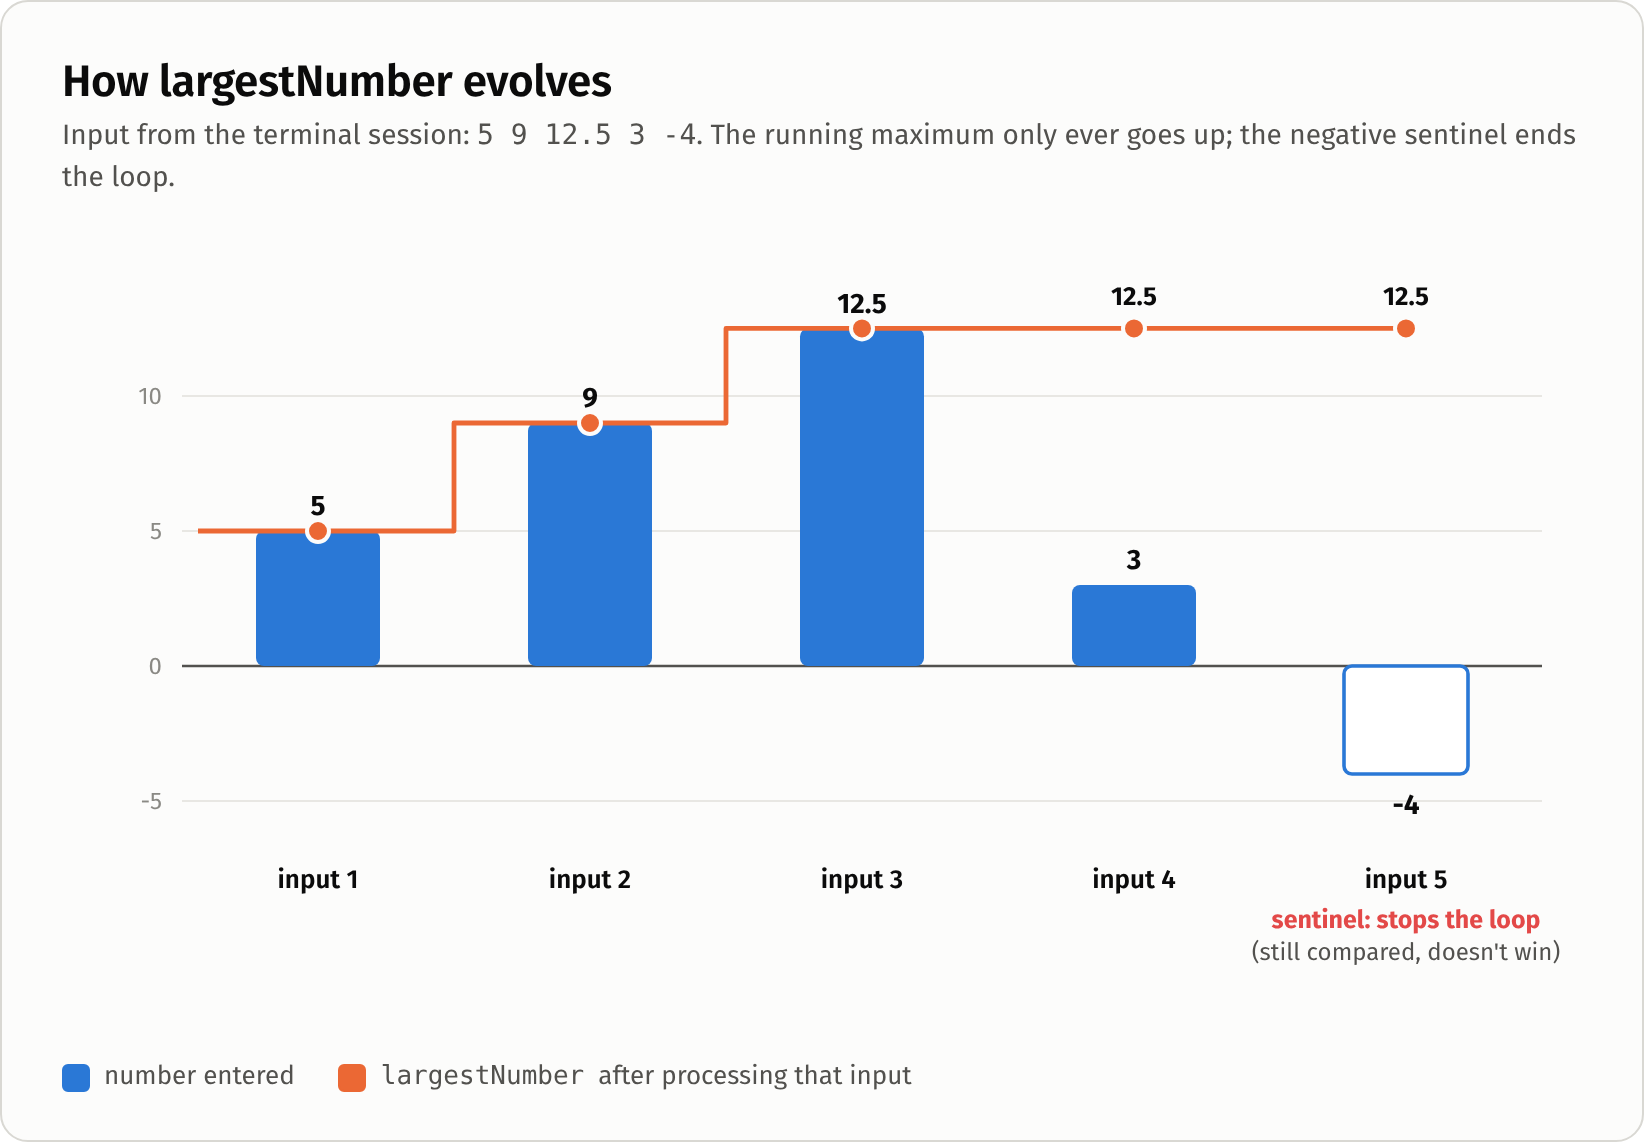 How largestNumber evolves
Input from the terminal session: 5 9 12.5 3 -4. The running maximum only ever goes up; the negative sentinel ends
the loop.
12.5 12.5 12.5
10
9
5
5
3
0
-5
-4
input 1 input 2 input 3 input 4 input 5
sentinel: stops the loop
(still compared, doesn't win)
number entered largestNumber after processing that input